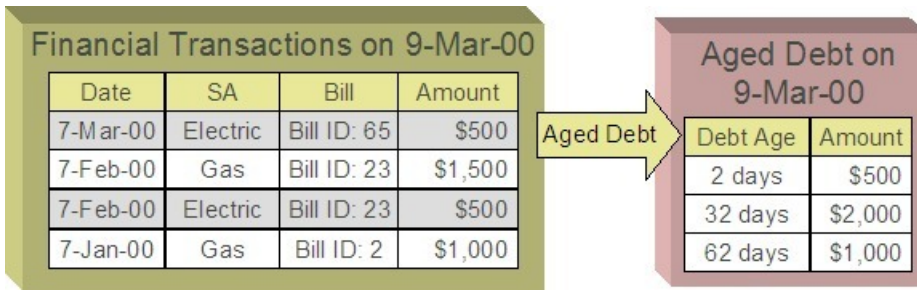 Financial Transactions on 9-Mar-00
Date SA Bill Amount
7-Mar-00 Electric Bill ID: 65 $500
7-Feb-00 Gas Bill ID: 23 $1,500
7-Feb-00 Electric Bill ID: 23 $500
7-Jan-00 Gas Bill ID: 2 $1,000
Aged Debt
Aged Debt on
9-Mar-00
Debt Age Amount
2 days $500
32 days $2,000
62 days $1,000